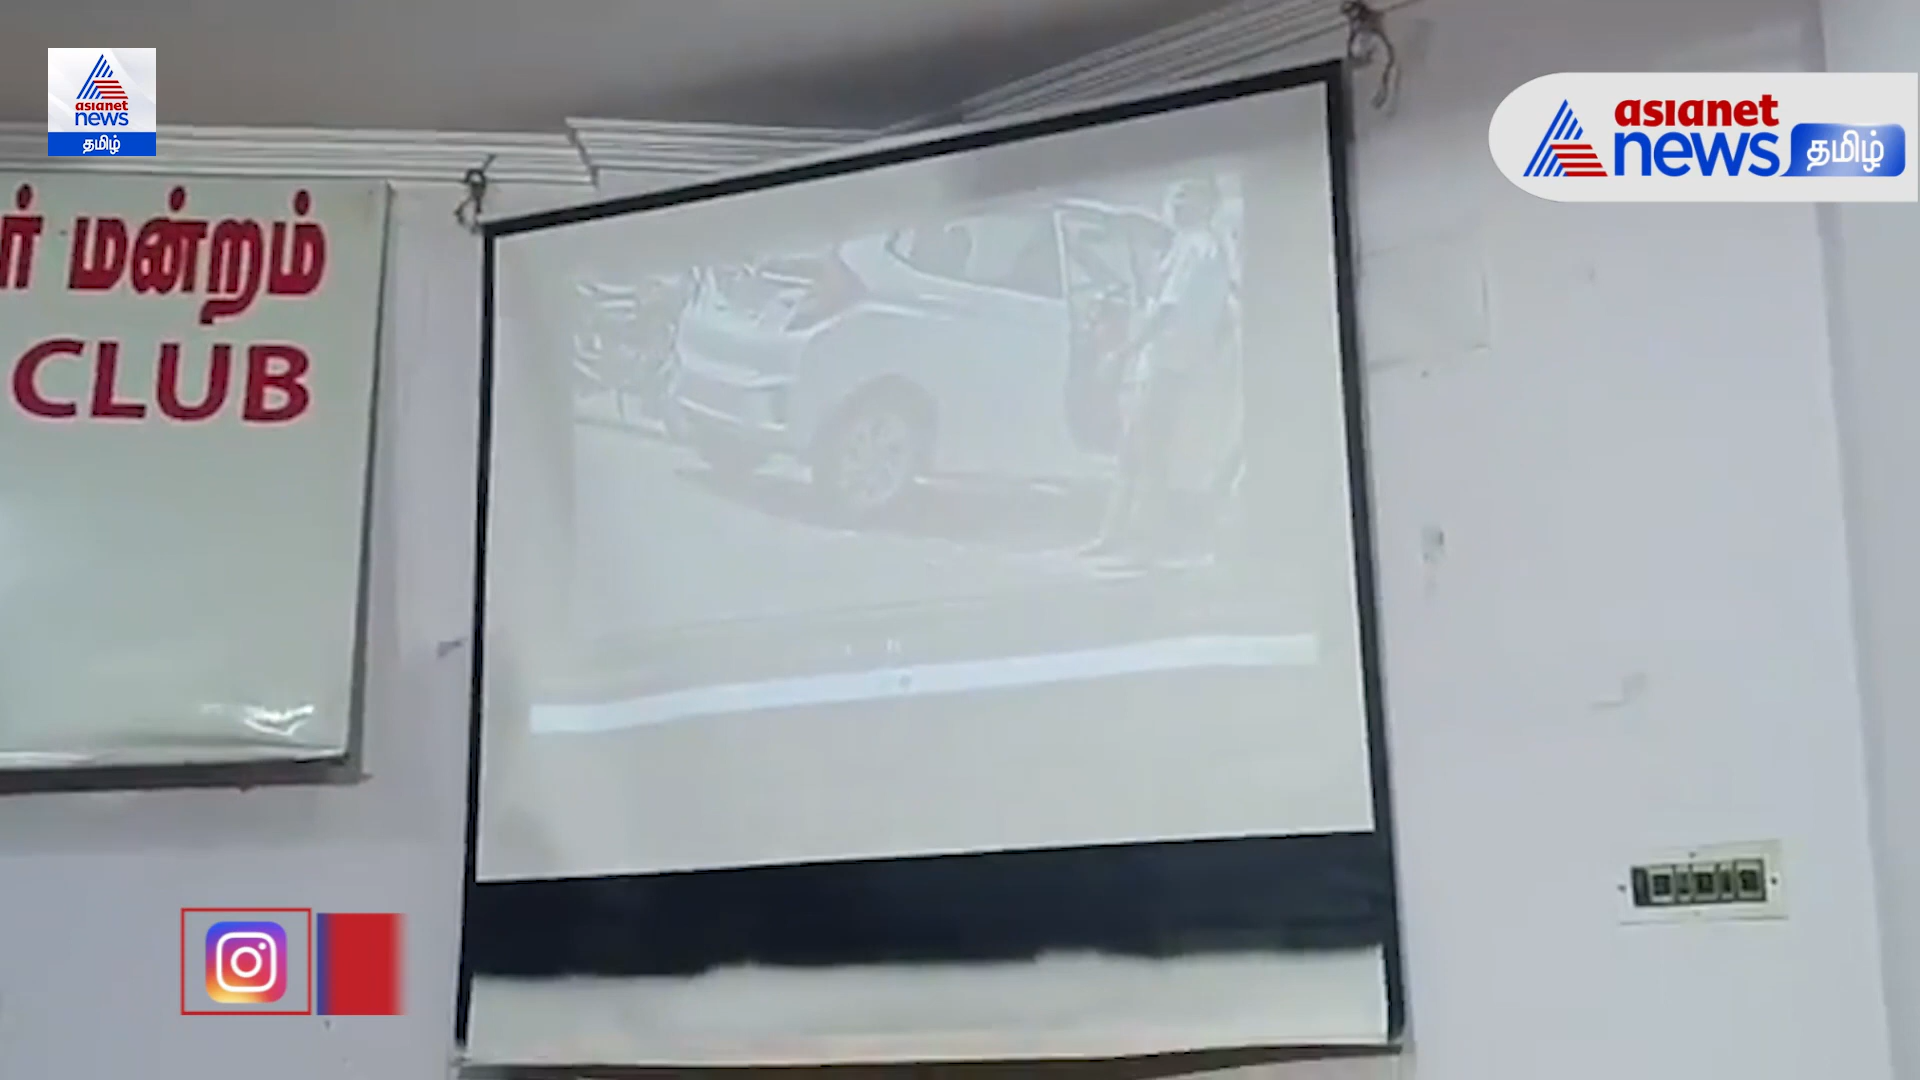 asianet
news
தமிழ்
asianet
news தமிழ்
ர் மன்றம்
CLUB